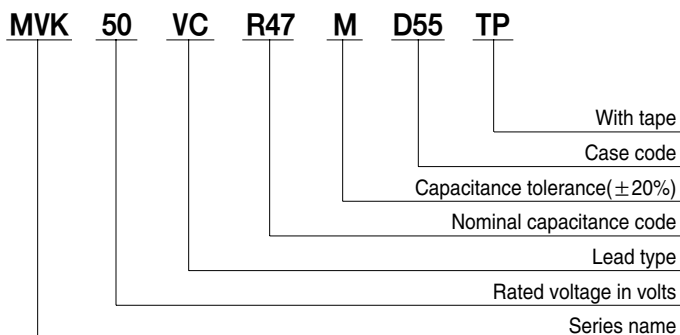 MVK 50 VC R47 M D55 TP
With tape
Case code
Capacitance tolerance(±20%)
Nominal capacitance code
Lead type
Rated voltage in volts
Series name